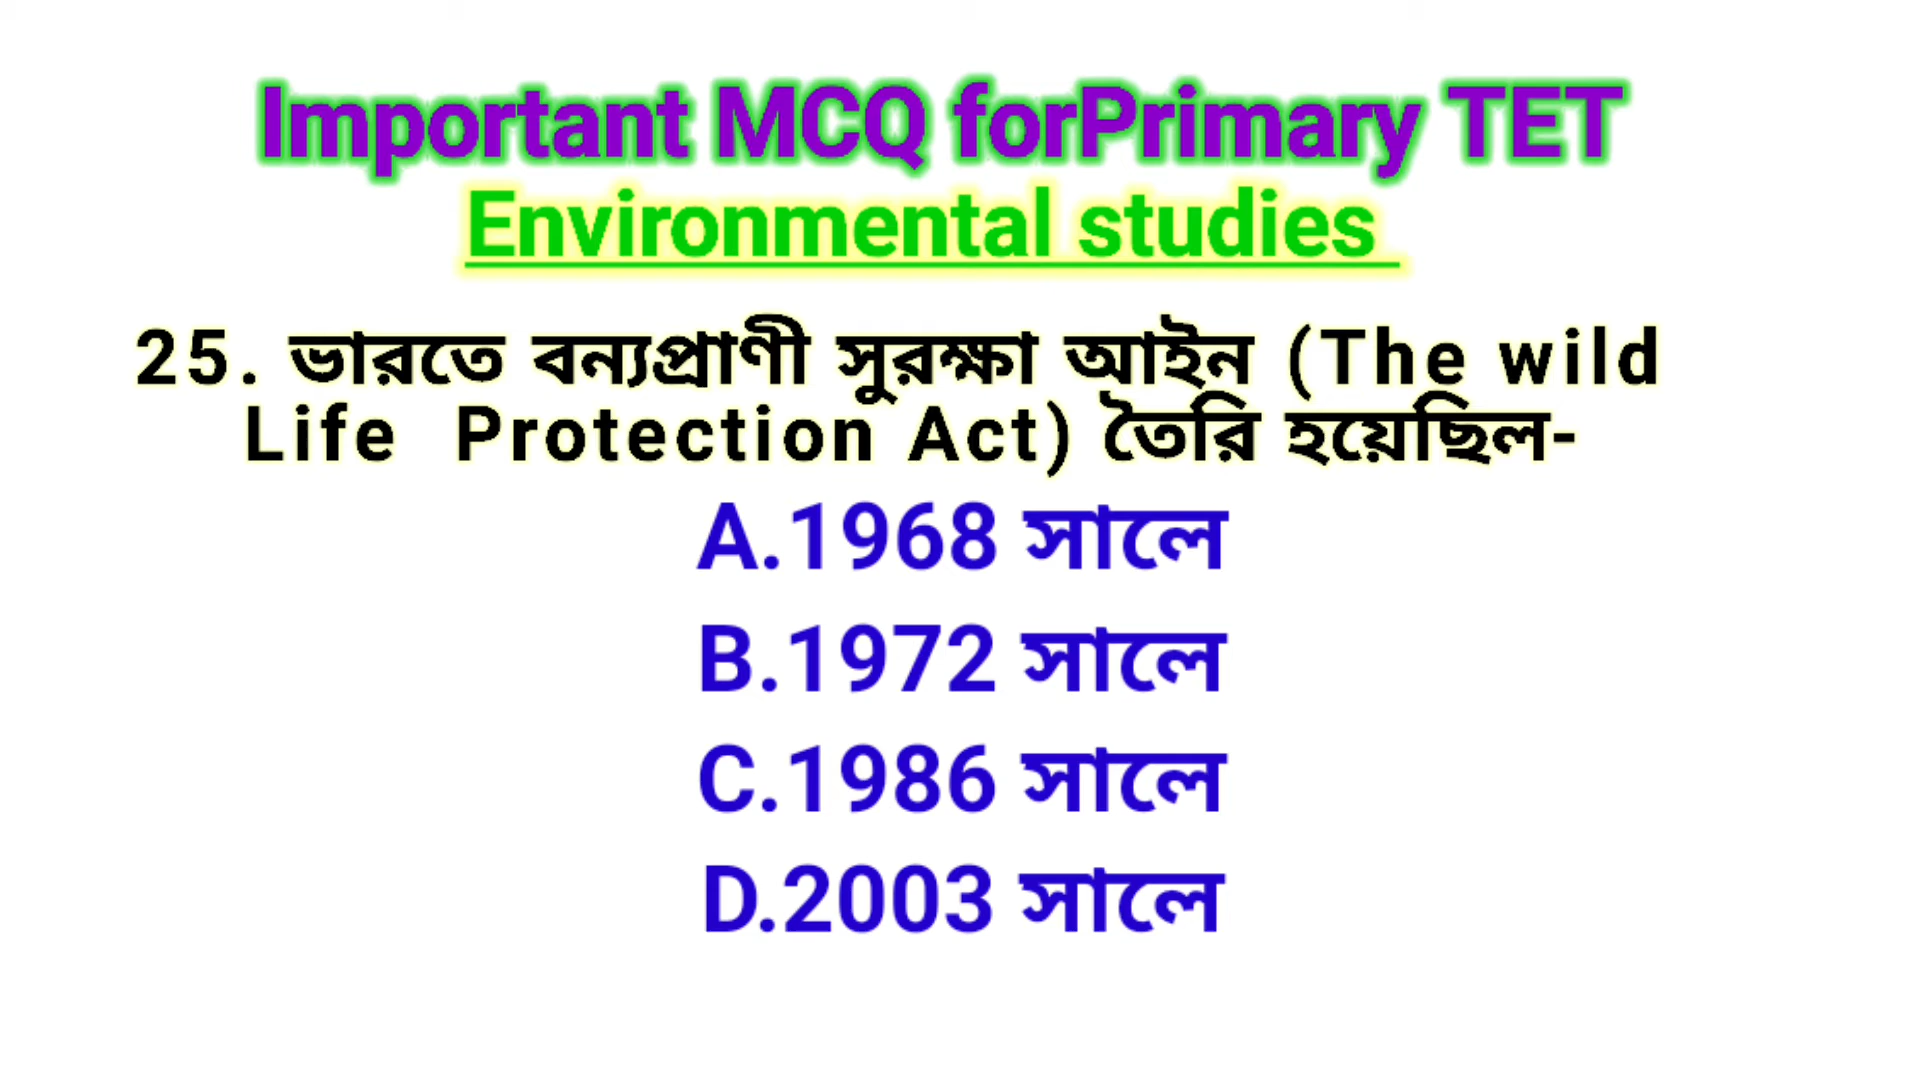 Important MCQ forPrimary TET
Environmental studies
25. ভারতে বন্যপ্রাণী সুরক্ষা আইন (The wild
Life Protection Act) তৈরি হয়েছিল-
A.1968 সালে
B.1972 সালে
C.1986 সালে
D.2003 সালে